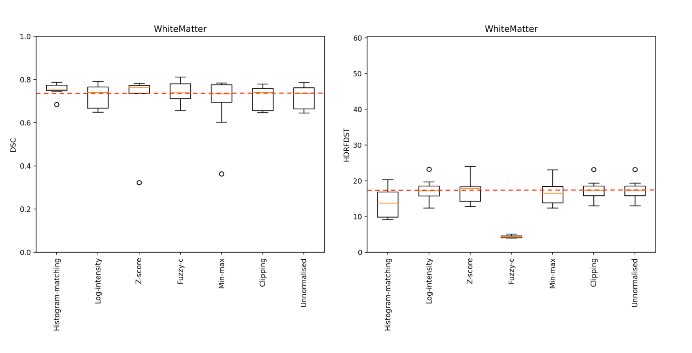 WhiteMatter
1.0
0.8
0.6
0.4
0.2
0.0
DSC
Histogram-matching
Log-intensity
Z-score
Fuzzy-c
Min-max
Clipping
Unnormalised
WhiteMatter
60
50
40
30
20
10
0
HDRFDST
Histogram-matching
Log-intensity
Z-score
Fuzzy-c
Min-max
Clipping
Unnormalised